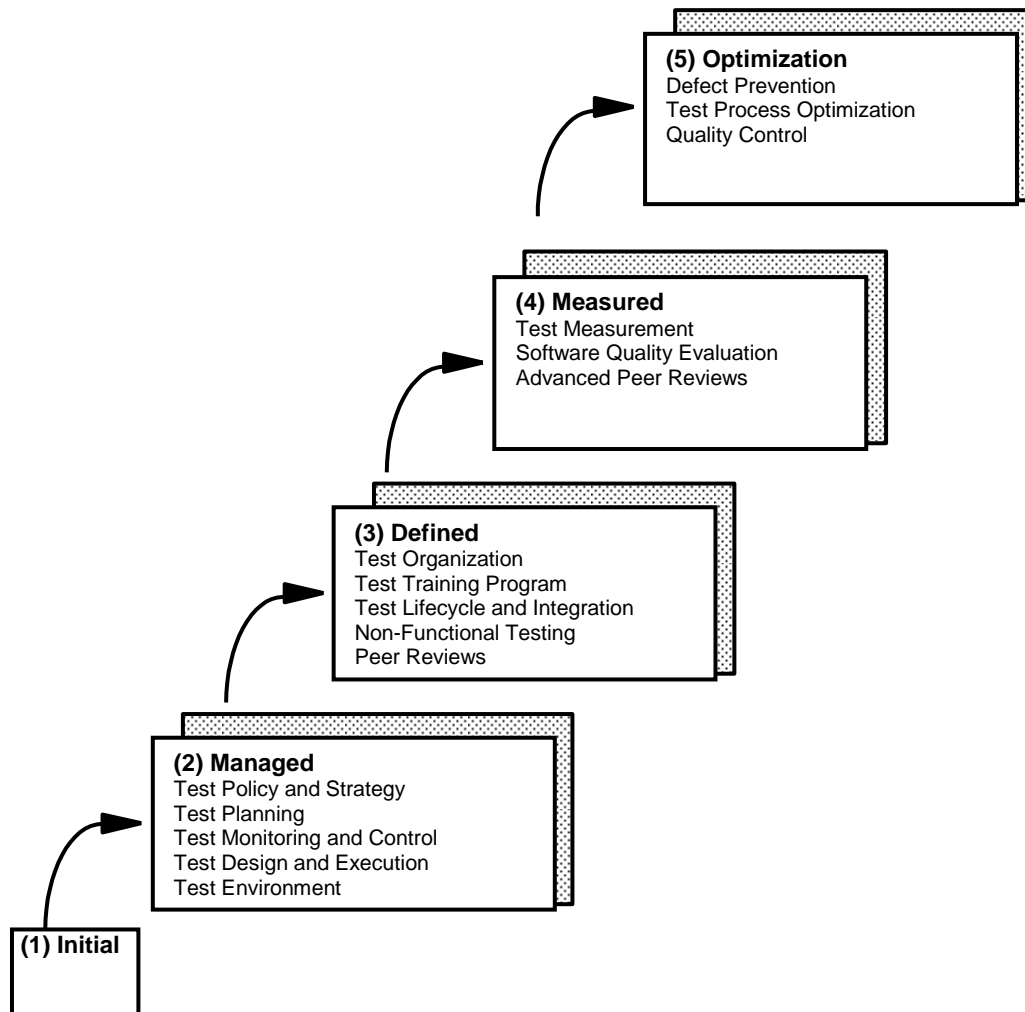 (5) Optimization
Defect Prevention
Test Process Optimization
Quality Control
(4) Measured
Test Measurement
Software Quality Evaluation
Advanced Peer Reviews
(3) Defined
Test Organization
Test Training Program
Test Lifecycle and Integration
Non-Functional Testing
Peer Reviews
(2) Managed
Test Policy and Strategy
Test Planning
Test Monitoring and Control
Test Design and Execution
Test Environment
(1) Initial